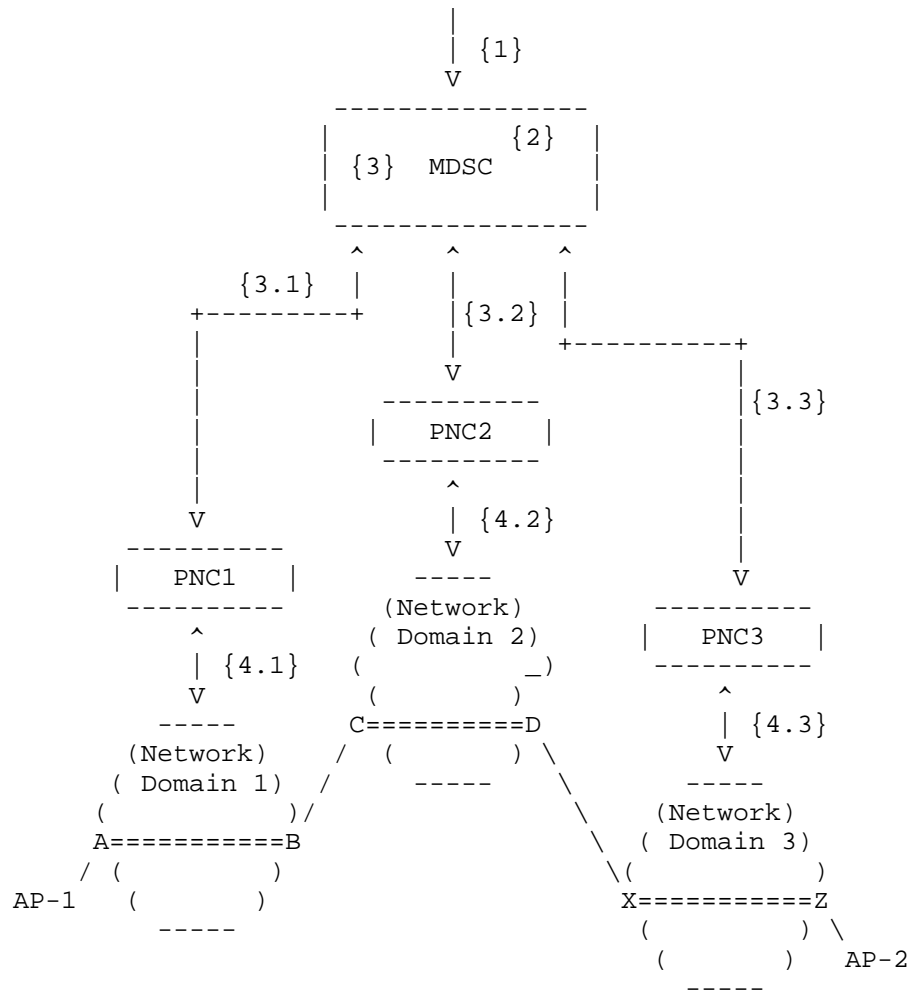 {1}
{2}
{3} MDSC
{3.1}
{3.2}
{3.3}
PNC2
{4.2}
PNC1
(Network)
( Domain 2)
PNC3
{4.1}
( _)
C==========D
{4.3}
(Network)
( Domain 1)
(Network)
A===========B
( Domain 3)
AP-1
X===========Z
AP-2